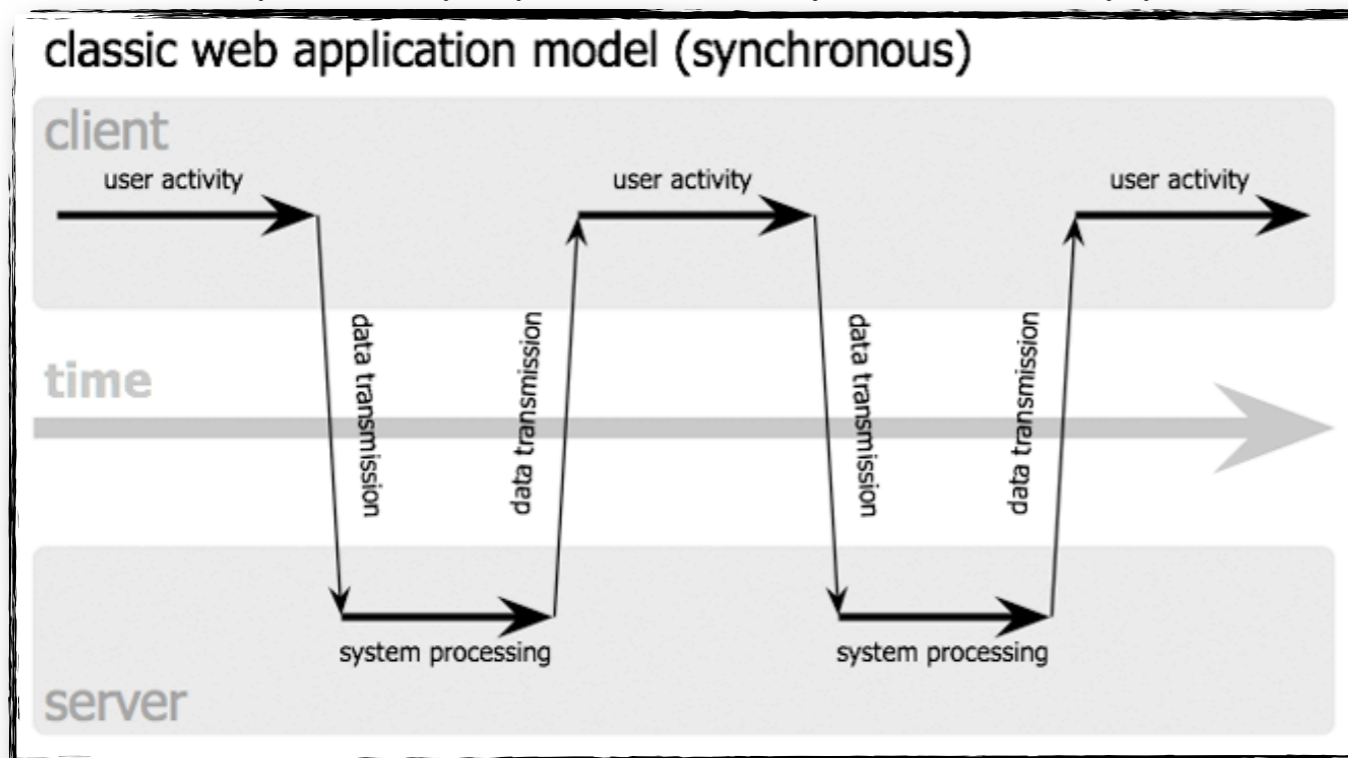 classic web application model (synchronous)
client
user activity
user activity
user activity
time
data transmission
data transmission
data transmission
data transmission
system processing
system processing
server